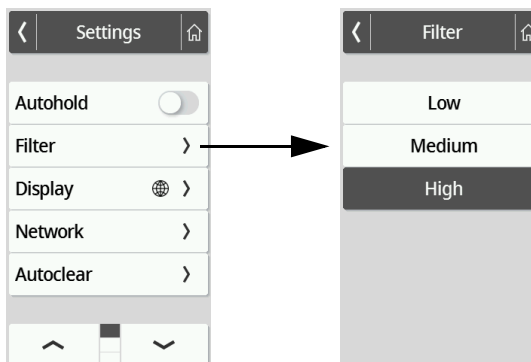 Settings
Autohold
Filter
Display
Network
Autoclear
Filter
Low
Medium
High